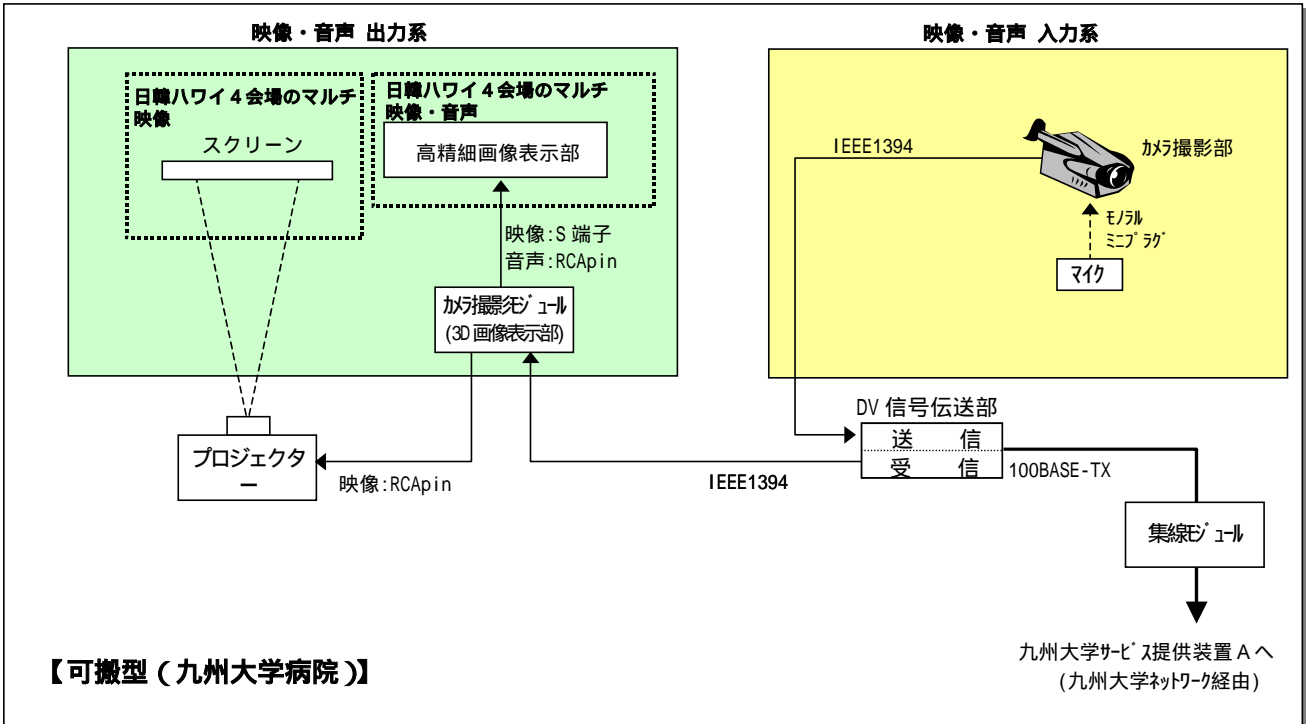 映像・音声 出力系
映像・音声 入力系
日韓ハワイ4会場のマルチ
映像
スクリーン
日韓ハワイ4会場のマルチ
映像・音声
高精細画像表示部
映像:S端子
音声:RCApin
ｶﾒﾗ撮影ﾓｼﾞｭｰﾙ
(3D画像表示部)
プロジェクタ
ー
映像:RCApin
IEEE1394
IEEE1394
ｶﾒﾗ撮影部
ﾓﾉﾗﾙ
ﾐﾆﾌﾟﾗｸﾞ
マイク
DV信号伝送部
送 信
受 信
100BASE-TX
集線ﾓｼﾞｭｰﾙ
九州大学ｻｰﾋﾞｽ提供装置Aへ
(九州大学ﾈｯﾄﾜｰｸ経由)
【可搬型(九州大学病院)】